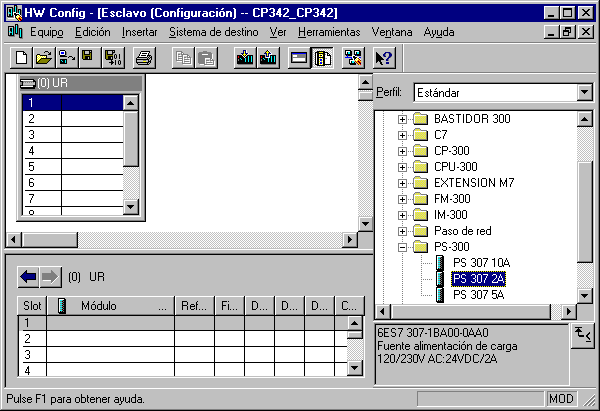 HW Config - [Esclavo (Configuración) -- CP342_CP342]
Equipo Edición Insertar Sistema de destino Ver Herramientas Ventana Ayuda
(0) UR
1
2
3
4
5
6
7
8
Perfil: Estándar
BASTIDOR 300
C7
CP-300
CPU-300
EXTENSION M7
FM-300
IM-300
Paso de red
PS-300
PS 307 10A
PS 307 2A
PS 307 5A
(0) UR
Slot Módulo ... Ref... Fi... D... D... D... C...
1
2
3
4
6ES7 307-1BA00-0AA0
Fuente alimentación de carga
120/230V AC:24VDC/2A
Pulse F1 para obtener ayuda. MOD